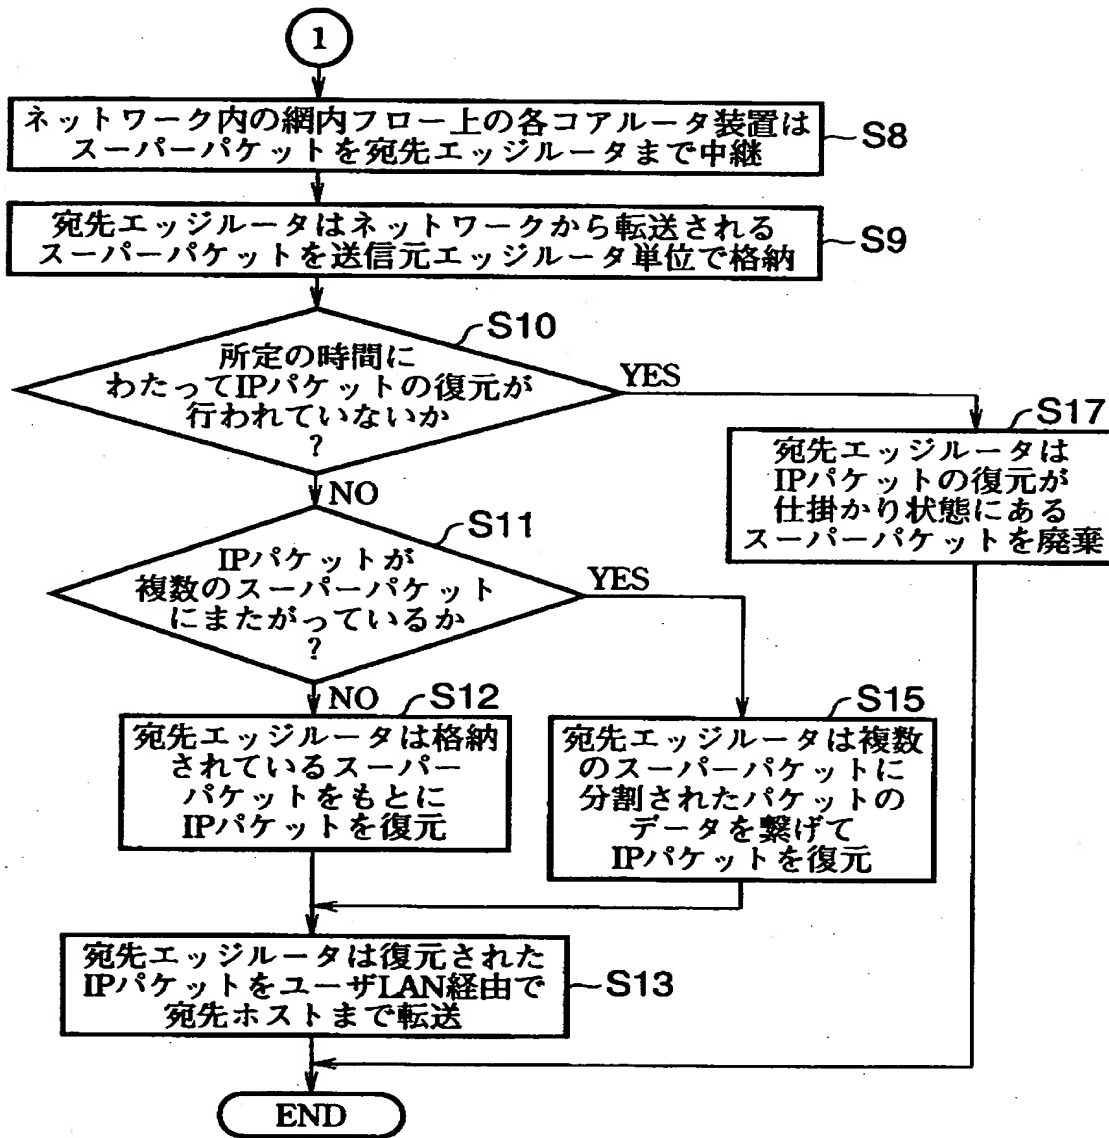 1
ネットワーク内の網内フロー上の各コアルータ装置は
スーパーパケットを宛先エッジルータまで中継
S8
宛先エッジルータはネットワークから転送される
スーパーパケットを送信元エッジルータ単位で格納
S9
S10
所定の時間に
わたってIPパケットの復元が
行われていないか
?
YES
NO
S17
宛先エッジルータは
IPパケットの復元が
仕掛かり状態にある
スーパーパケットを廃棄
S11
IPパケットが
複数のスーパーパケット
にまたがっているか
?
YES
NO
S12
宛先エッジルータは格納
されているスーパー
パケットをもとに
IPパケットを復元
S15
宛先エッジルータは複数
のスーパーパケットに
分割されたパケットの
データを繋げて
IPパケットを復元
宛先エッジルータは復元された
IPパケットをユーザLAN経由で
宛先ホストまで転送
S13
END